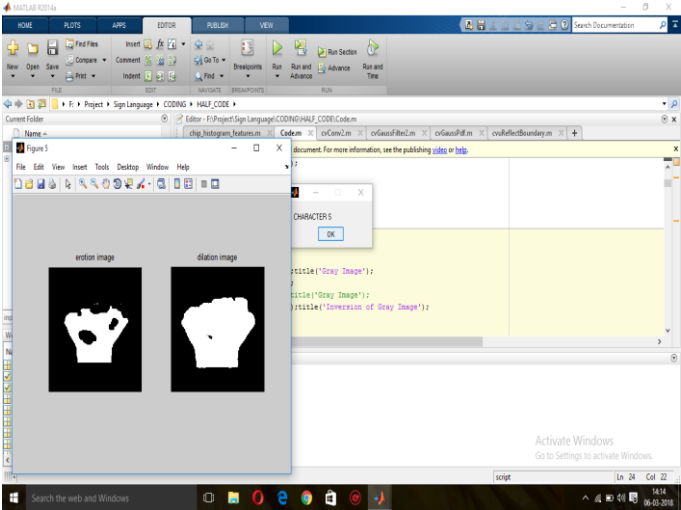 MATLAB R2014a
HOME PLOTS APPS EDITOR PUBLISH VIEW Search Documentation
New Open Save Find Files Compare Print Insert Comment Indent Go To Find Breakpoints Run Run and Advance Run Section Advance Run and Time
FILE EDIT NAVIGATE BREAKPOINTS RUN
F: Project Sign Language CODING HALF_CODE
Current Folder Editor - F:\Project\Sign Language\CODING\HALF_CODE\Code.m
Name chip_histogram_features.m Code.m cvConv2.m cvGaussFilter2.m cvGaussPdf.m cvuReflectBoundary.m
Figure 5 document. For more information, see the publishing video or help.
File Edit View Insert Tools Desktop Window Help
);
CHARACTER S
OK
erotion image dilation image
;title('Gray Image');
;
title('Gray Image');
);title('Inversion of Gray Image');
Activate Windows
Go to Settings to activate Windows.
script Ln 24 Col 22
Search the web and Windows
14:14
06-03-2018